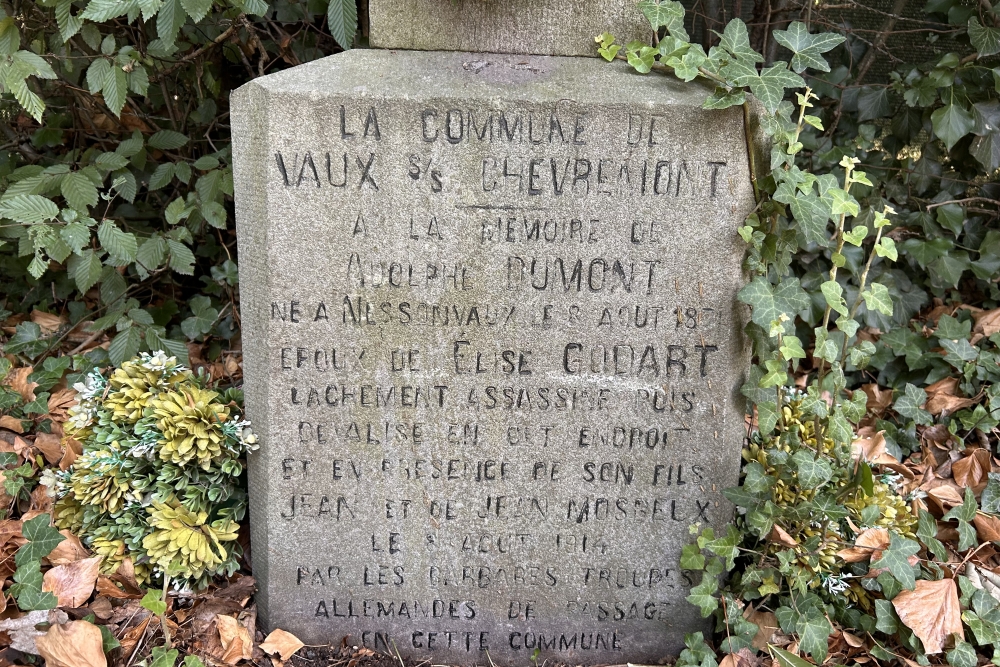 LA COMMUNE DE
VAUX S/S CHEVREMONT
A LA MEMOIRE DE
ADOLPHE DUMONT
NE A NESSONVAUX LE 8 AOUT
EPOUX DE ELISE GODART
LACHEMENT ASSASSINE PUIS
DEVALISE EN CET ENDROIT
ET EN PRESENCE DE SON FILS
JEAN ET DE JEAN MOSBEUX
LE AOUT 1914
PAR LES BARBARES TROUPES
ALLEMANDES DE PASSAGE
EN CETTE COMMUNE